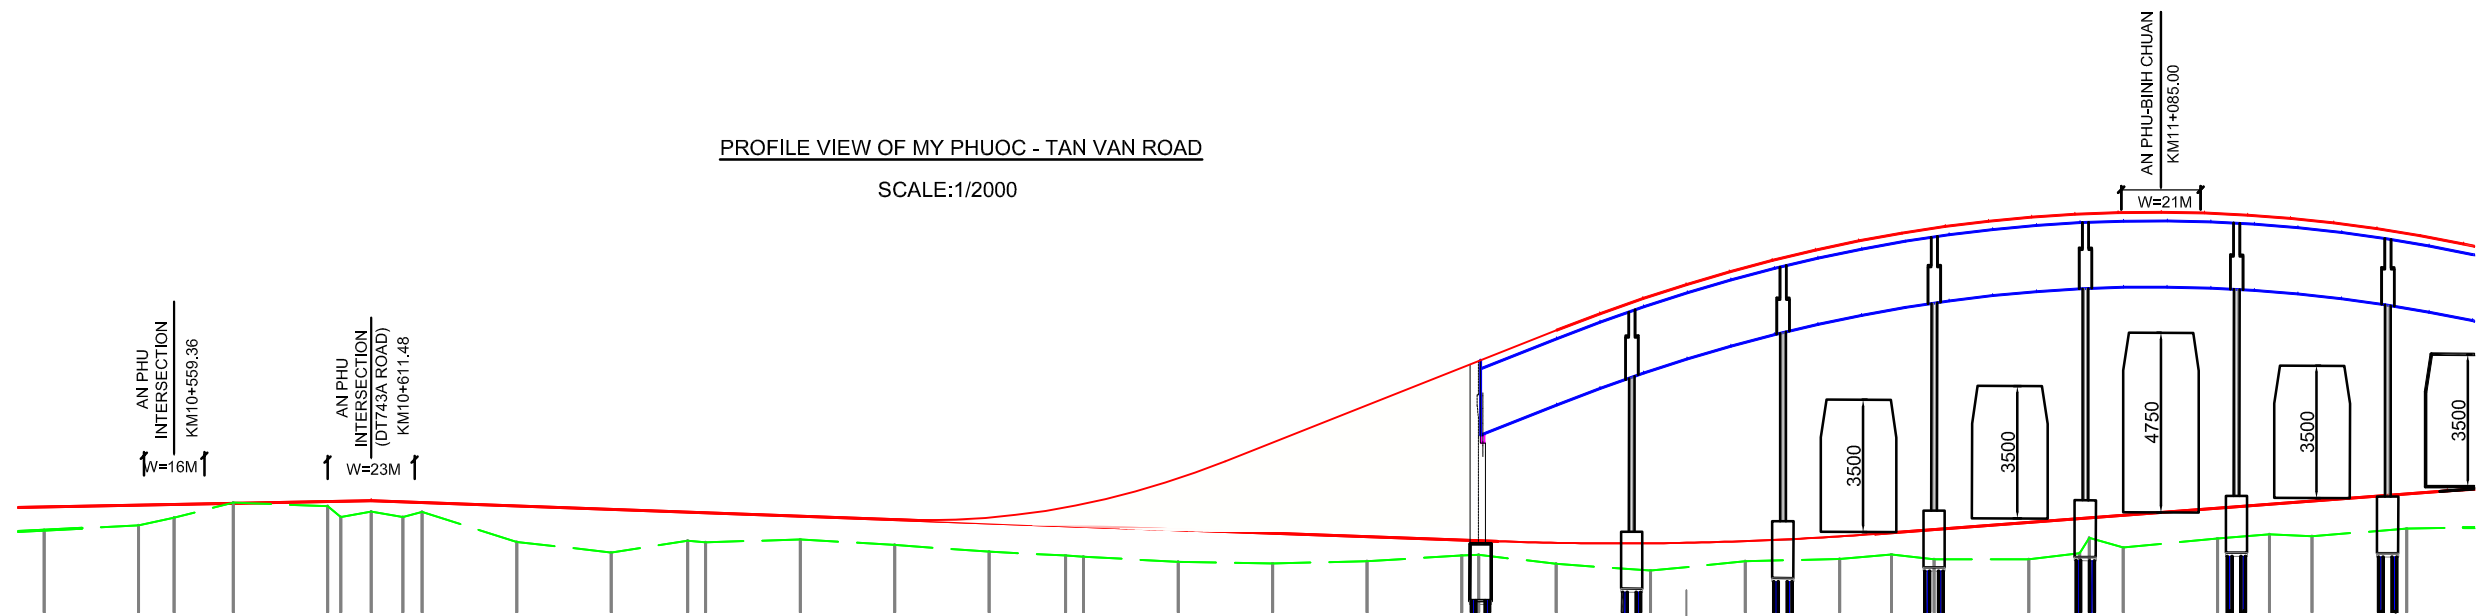 PROFILE VIEW OF MY PHUOC - TAN VAN ROAD
SCALE:1/2000
AN PHU
INTERSECTION
KM10+559.36
W=16M
AN PHU
INTERSECTION
(DT743A ROAD)
KM10+611.48
W=23M
AN PHU-BINH CHUAN
KM11+085.00
W=21M
3500
3500
4750
3500
3500